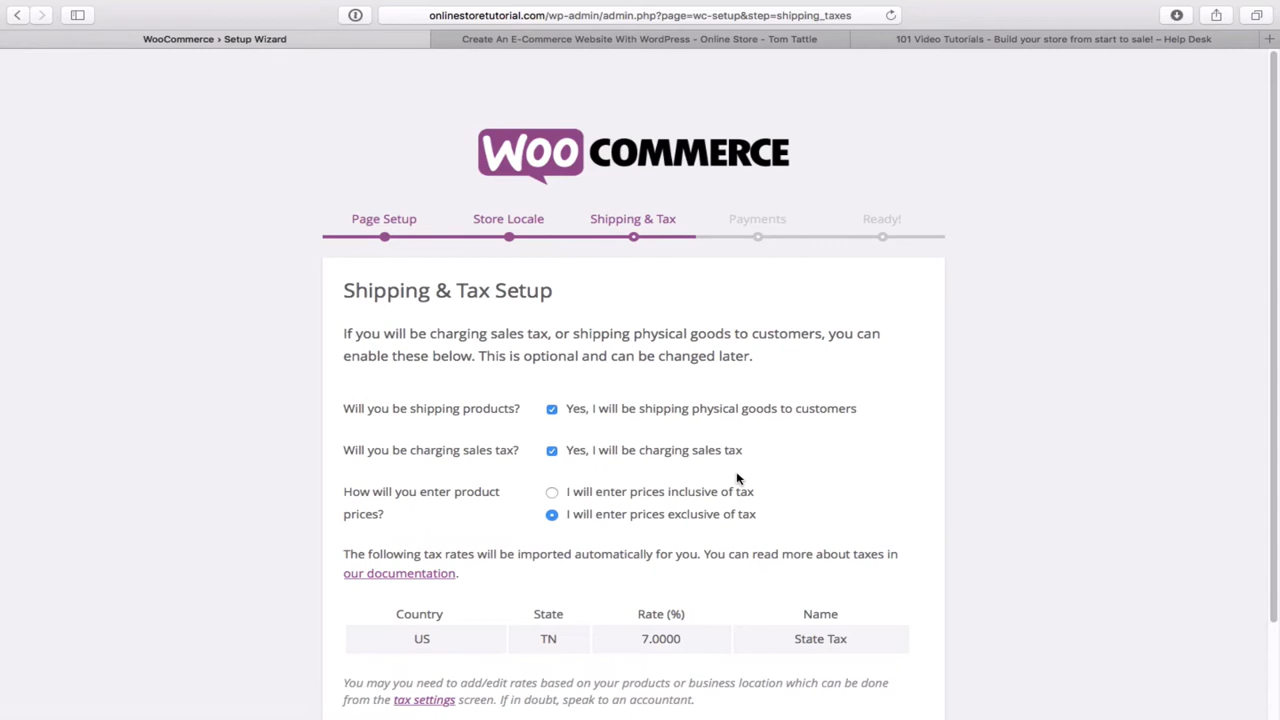 onlinestoretutorial.com/wp-admin/admin.php?page=wc-setup&step=shipping_taxes
WooCommerce › Setup Wizard
Create An E-Commerce Website With WordPress - Online Store - Tom Tattle
101 Video Tutorials - Build your store from start to sale! – Help Desk
WOO COMMERCE
Page Setup
Store Locale
Shipping & Tax
Payments
Ready!
Shipping & Tax Setup
If you will be charging sales tax, or shipping physical goods to customers, you can
enable these below. This is optional and can be changed later.
Will you be shipping products?
Yes, I will be shipping physical goods to customers
Will you be charging sales tax?
Yes, I will be charging sales tax
How will you enter product
prices?
I will enter prices inclusive of tax
I will enter prices exclusive of tax
The following tax rates will be imported automatically for you. You can read more about taxes in
our documentation.
Country State Rate (%) Name
US TN 7.0000 State Tax
You may you need to add/edit rates based on your products or business location which can be done
from the tax settings screen. If in doubt, speak to an accountant.